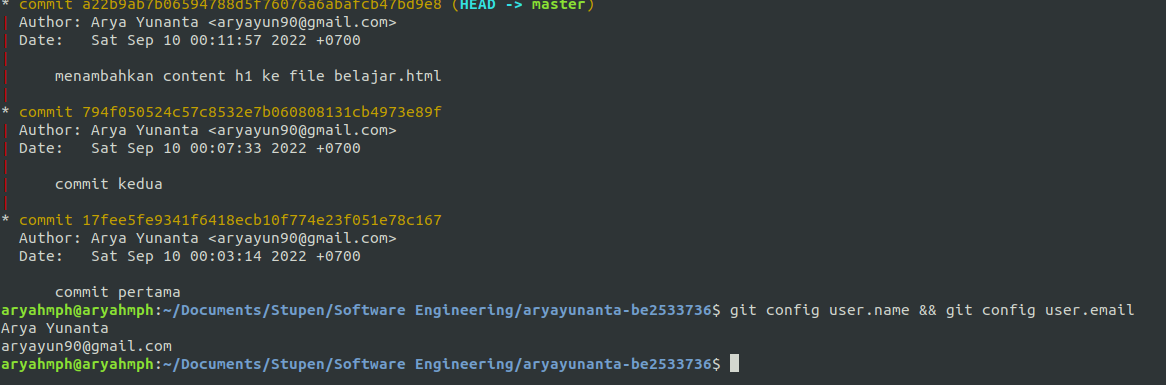 * commit a22b9ab7b06594788d5f76076a6abafcb47bd9e8 (HEAD -> master)
| Author: Arya Yunanta <aryayun90@gmail.com>
| Date:   Sat Sep 10 00:11:57 2022 +0700
|
|     menambahkan content h1 ke file belajar.html
|
* commit 794f050524c57c8532e7b060808131cb4973e89f
| Author: Arya Yunanta <aryayun90@gmail.com>
| Date:   Sat Sep 10 00:07:33 2022 +0700
|
|     commit kedua
|
* commit 17fee5fe9341f6418ecb10f774e23f051e78c167
  Author: Arya Yunanta <aryayun90@gmail.com>
  Date:   Sat Sep 10 00:03:14 2022 +0700

      commit pertama
aryahmph@aryahmph:~/Documents/Stupen/Software Engineering/aryayunanta-be2533736$ git config user.name && git config user.email
Arya Yunanta
aryayun90@gmail.com
aryahmph@aryahmph:~/Documents/Stupen/Software Engineering/aryayunanta-be2533736$